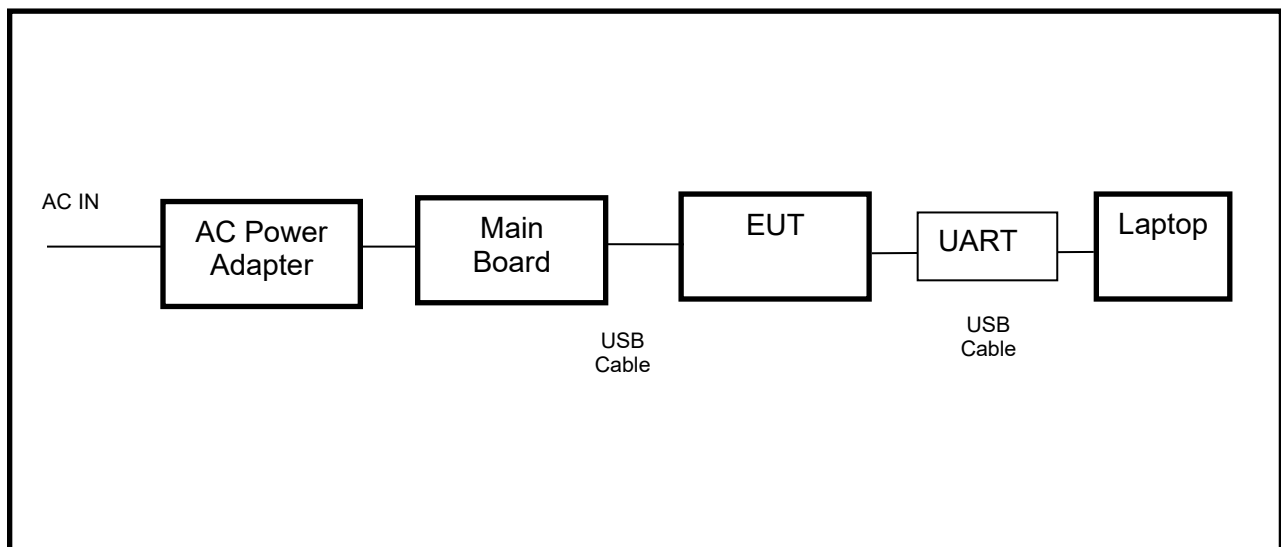 AC IN
AC Power
Adapter
Main
Board
EUT
UART
Laptop
USB
Cable
USB
Cable